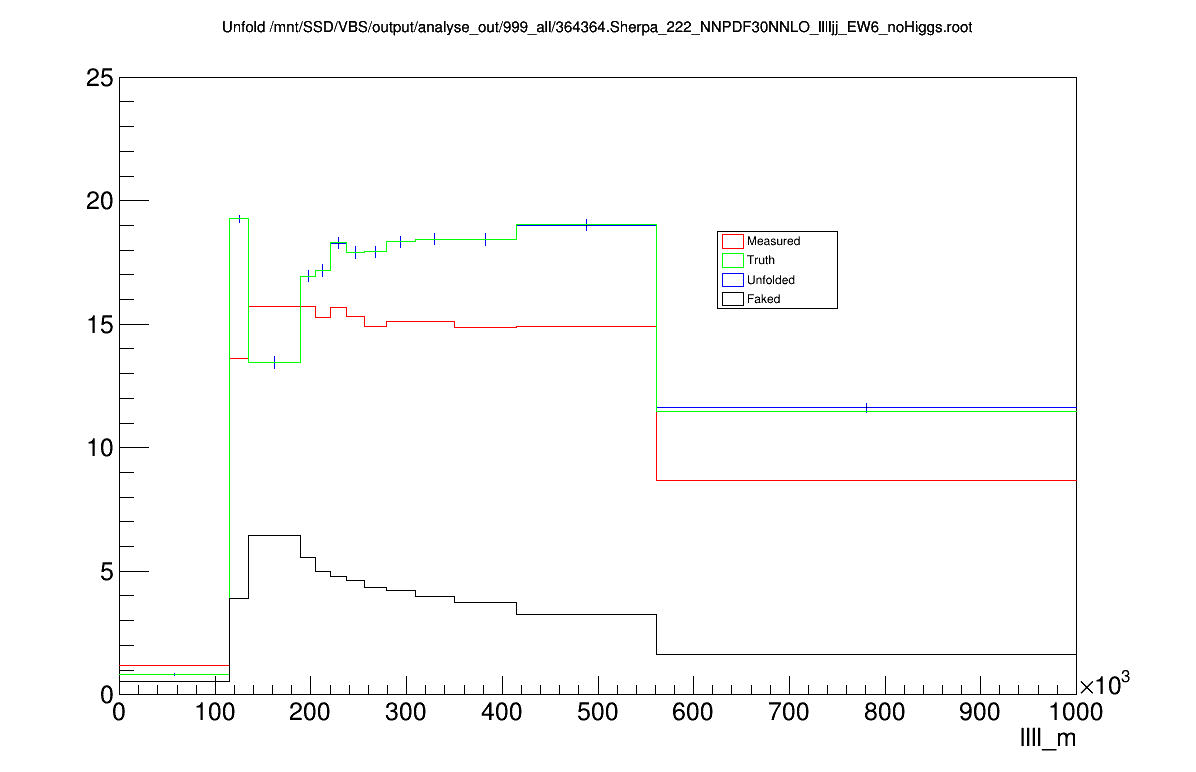 Unfold /mnt/SSD/VBS/output/analyse_out/999_all/364364.Sherpa_222_NNPDF30NNLO_lllljj_EW6_noHiggs.root
25
20
15
10
5
0
Measured
Truth
Unfolded
Faked
0 100 200 300 400 500 600 700 800 900 1000
×10³
llll_m